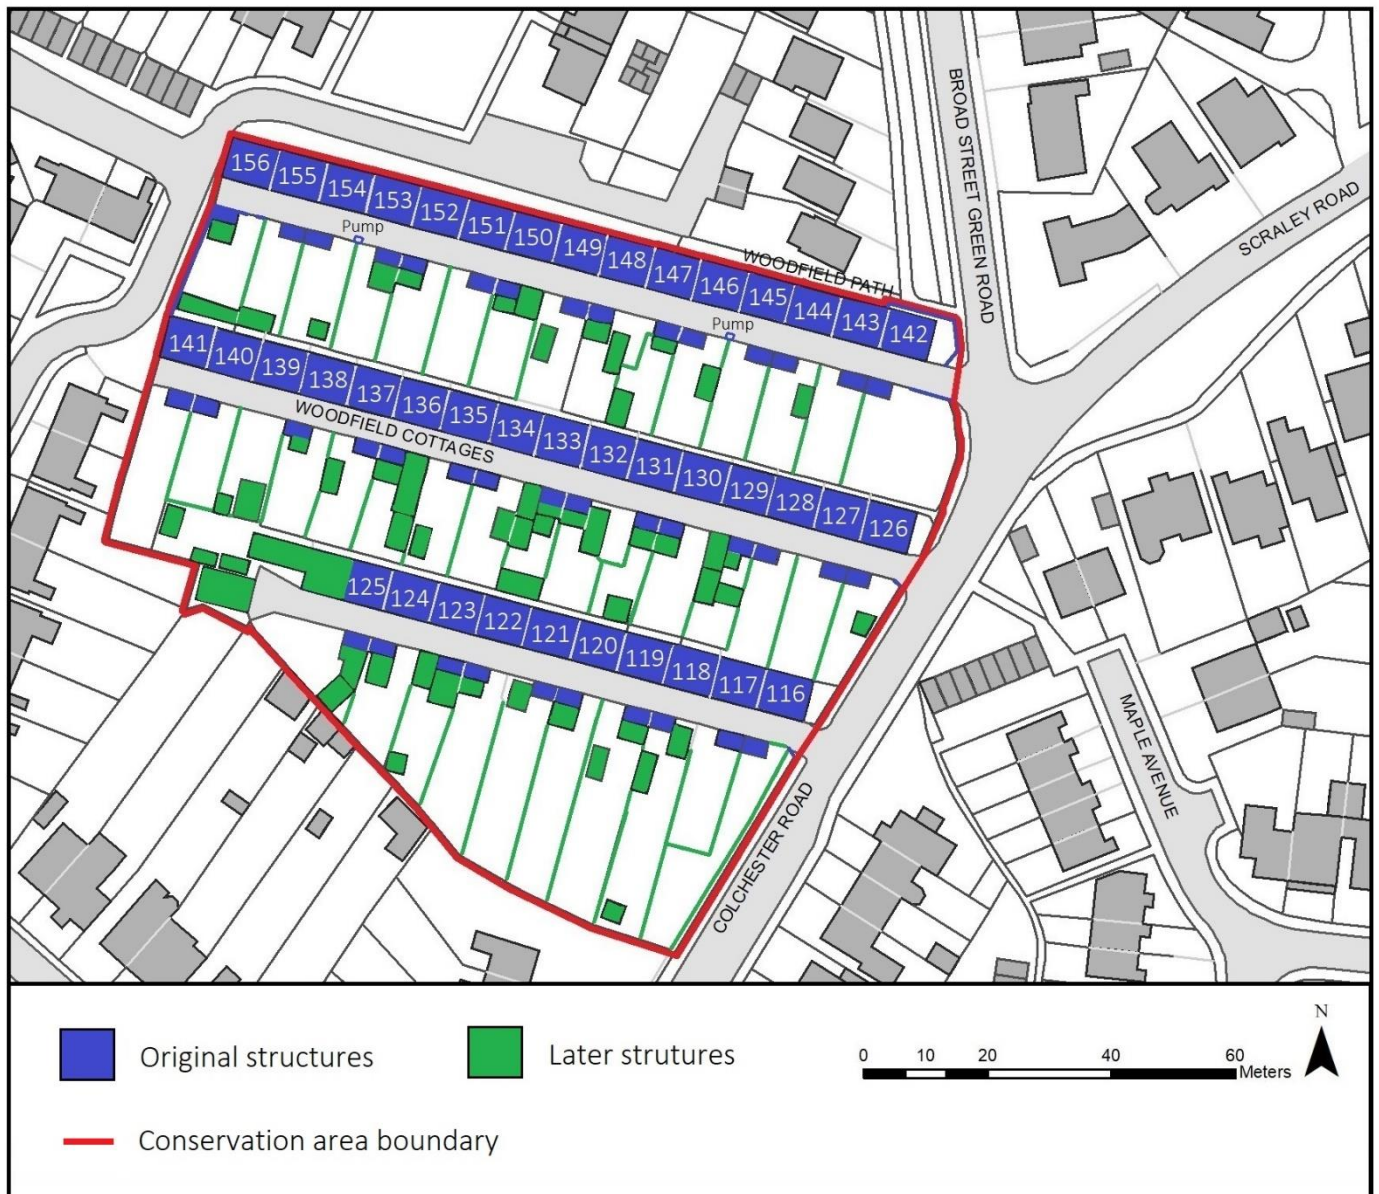 BROAD STREET GREEN ROAD
SCRALEY ROAD
WOODFIELD PATH
156 155 154 153 152 151 150 149 148 147 146 145 144 143 142
Pump
Pump
141 140 139 138 137 136 135 134 133 132 131 130 129 128 127 126
WOODFIELD COTTAGES
125 124 123 122 121 120 119 118 117 116
MAPLE AVENUE
COLCHESTER ROAD
Original structures
Later strutures
0 10 20 40 60
Meters
N
Conservation area boundary